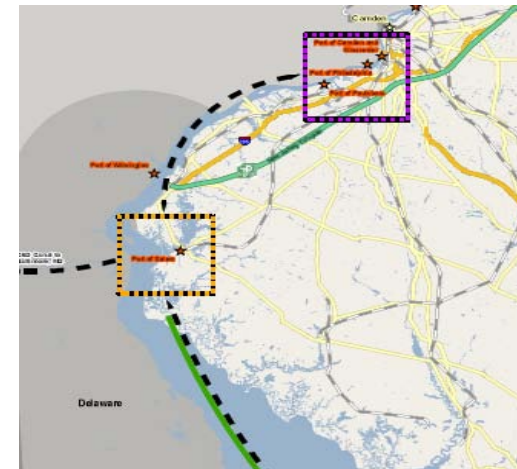 Camden
Port of Camden and
Gloucester
Port of Philadelphia
Port of Paulsboro
Port of Wilmington
Port of Salem
Delaware